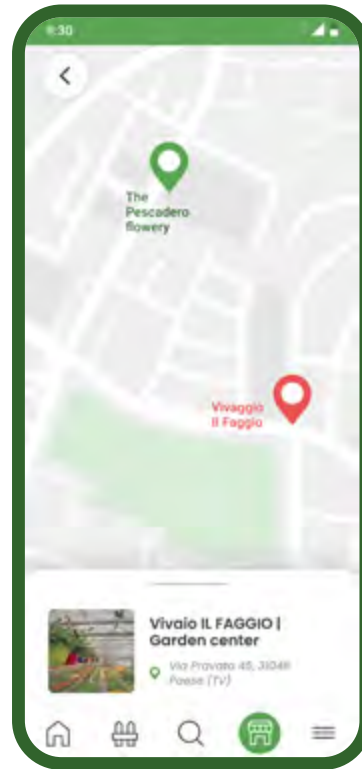 9:30
The
Pescadero
flowery
Vivaggio
Il Faggio
Vivaio IL FAGGIO |
Garden center
Via Pravato 45, 31048
Paese (TV)